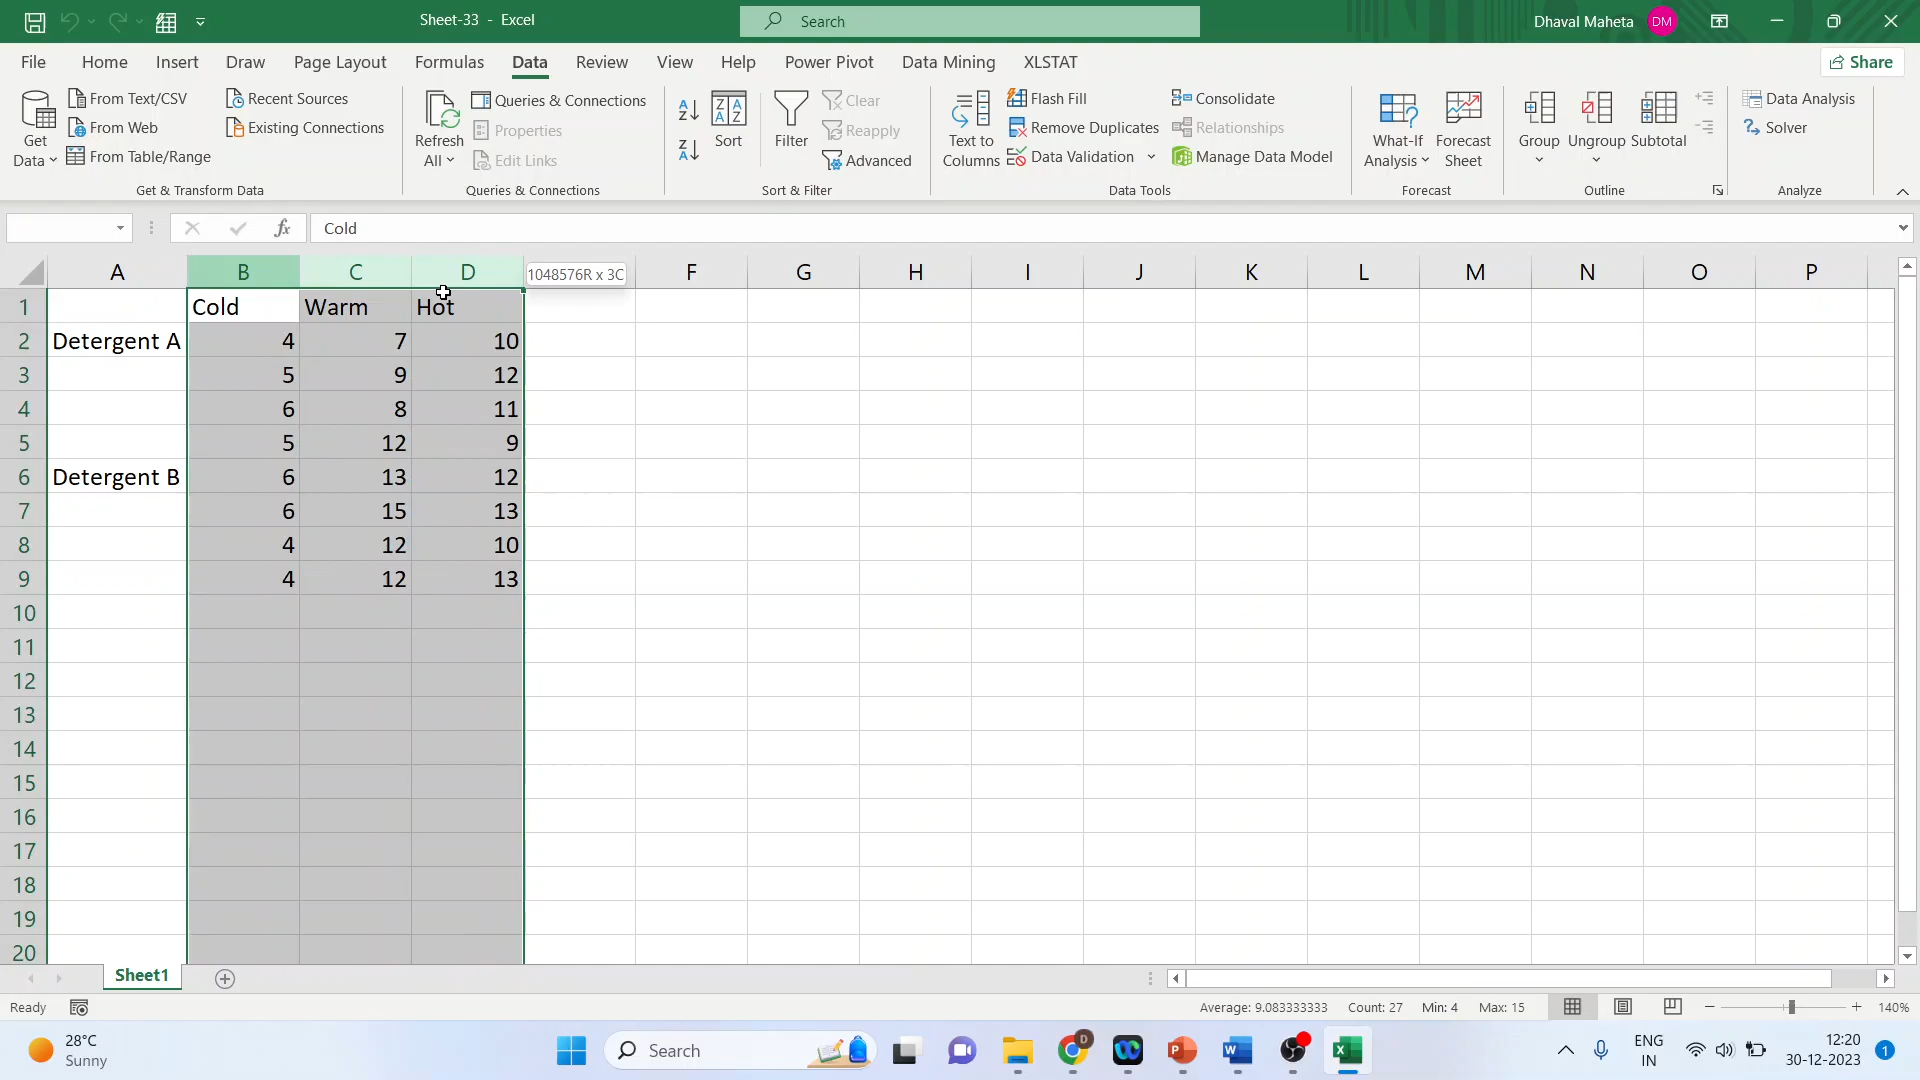 Sheet-33 - Excel
Search
Dhaval Maheta DM
File Home Insert Draw Page Layout Formulas Data Review View Help Power Pivot Data Mining XLSTAT Share
Get Data
From Text/CSV
From Web
From Table/Range
Recent Sources
Existing Connections
Get & Transform Data
Refresh All
Queries & Connections
Properties
Edit Links
Queries & Connections
Sort
Filter
Clear
Reapply
Advanced
Sort & Filter
Text to Columns
Flash Fill
Remove Duplicates
Data Validation
Consolidate
Relationships
Manage Data Model
Data Tools
What-If Analysis
Forecast Sheet
Forecast
Group
Ungroup
Subtotal
Outline
Data Analysis
Solver
Analyze
fx Cold
A B C D 1048576R x 3C F G H I J K L M N O P
1 Cold Warm Hot
2 Detergent A 4 7 10
3 5 9 12
4 6 8 11
5 5 12 9
6 Detergent B 6 13 12
7 6 15 13
8 4 12 10
9 4 12 13
10
11
12
13
14
15
16
17
18
19
20
Sheet1
Ready Average: 9.083333333 Count: 27 Min: 4 Max: 15 140%
28°C
Sunny
Search
ENG
IN
12:20
30-12-2023
1